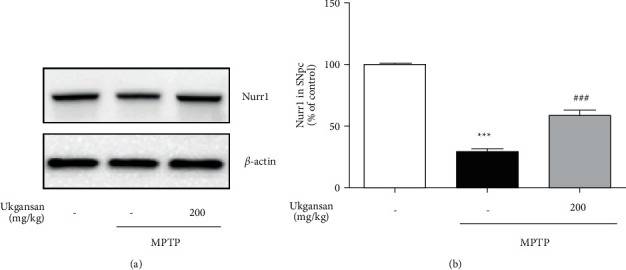 Nurr1
β-actin
Ukgansan
(mg/kg)
- - 200
MPTP
(a)
Nurr1 in SNpc
(% of control)
150
100
50
0
***
###
Ukgansan
(mg/kg)
- - 200
MPTP
(b)